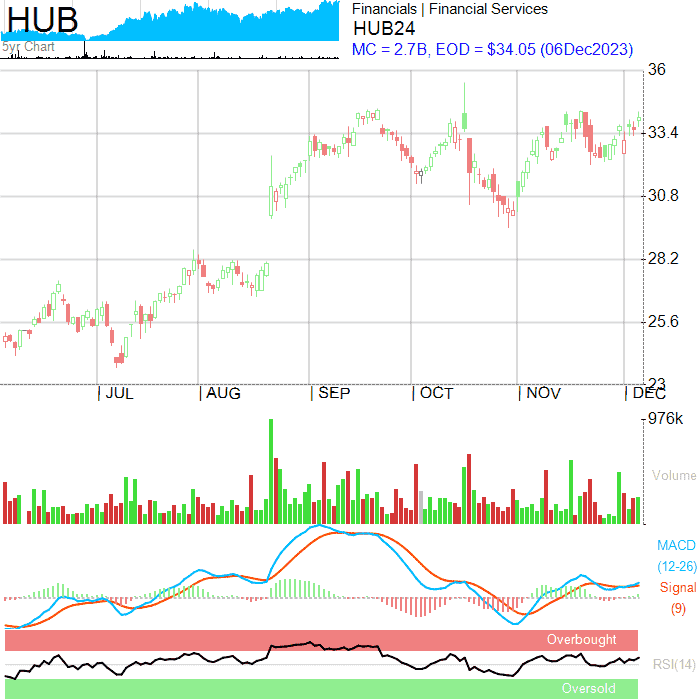 HUB
5yr Chart
Financials | Financial Services
HUB24
MC = 2.7B, EOD = $34.05 (06Dec2023)
36
33.4
30.8
28.2
25.6
23
| JUL | AUG | SEP | OCT | NOV | DEC
976k
Volume
MACD
(12-26)
Signal
(9)
Overbought
RSI(14)
Oversold